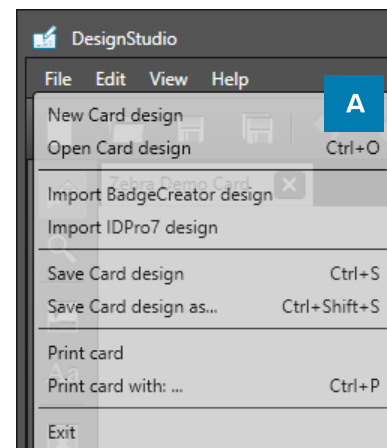 DesignStudio
File Edit View Help
A
New Card design
Open Card design Ctrl+O
Zebra Demo Card
Import BadgeCreator design
Import IDPro7 design
Save Card design Ctrl+S
Save Card design as... Ctrl+Shift+S
Print card
Aa
Print card with: ... Ctrl+P
Exit